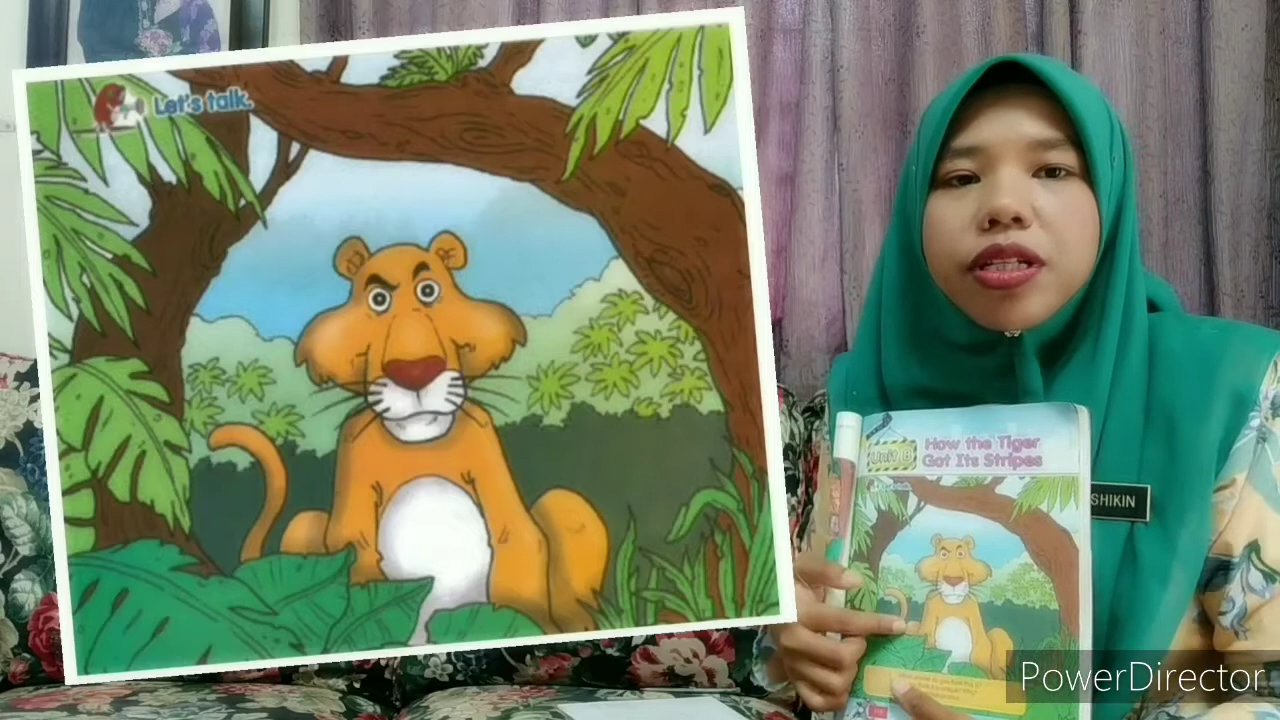 Let's talk.
Unit 8
How the Tiger
Got Its Stripes
SHIKIN
PowerDirector